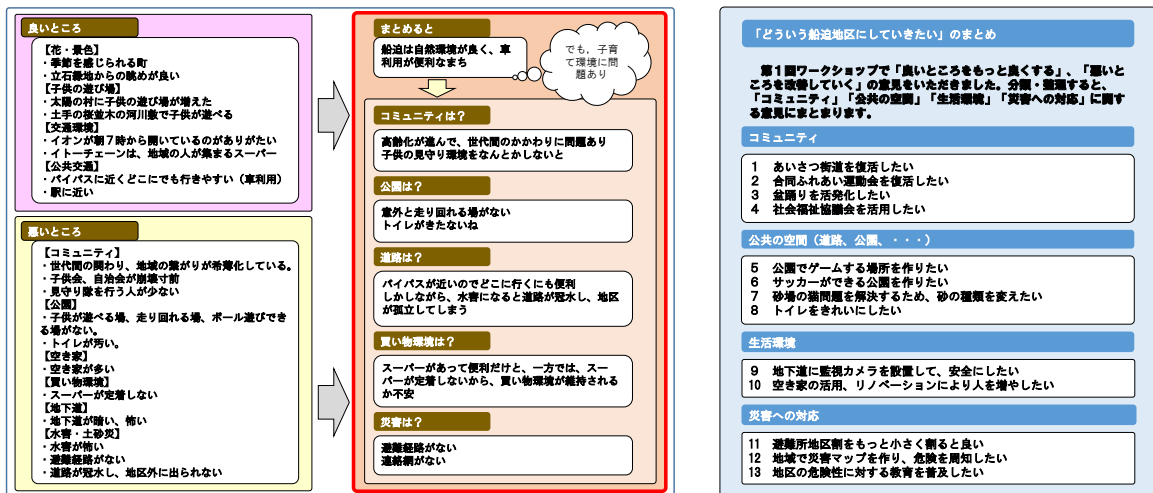 良いところ
【花・景色】
・季節を感じられる町
・立石緑地からの眺めが良い
【子供の遊び場】
・太陽の村に子供の遊び場が増えた
・土手の桜並木の河川敷で子供が遊べる
【交通環境】
・イオンが朝７時から開いているのがありがたい
・イトーチェーンは、地域の人が集まるスーパー
【公共交通】
・バイパスに近くどこにでも行きやすい（車利用）
・駅に近い
悪いところ
【コミュニティ】
・世代間の関わり、地域の繋がりが希薄化している。
・子供会、自治会が崩壊寸前
・見守り隊を行う人が少ない
【公園】
・子供が遊べる場、走り回れる場、ボール遊びでき
る場がない。
・トイレが汚い。
【空き家】
・空き家が多い
【買い物環境】
・スーパーが定着しない
【地下道】
・地下道が暗い、怖い
【水害・土砂災】
・水害が怖い
・避難経路がない
・道路が冠水し、地区外に出られない
まとめると
船迫は自然環境が良く、車
利用が便利なまち
でも，子育
て環境に問
題あり
コミュニティは？
高齢化が進んで、世代間のかかわりに問題あり
子供の見守り環境をなんとかしないと
公園は？
意外と走り回れる場がない
トイレがきたないね
道路は？
バイパスが近いのでどこに行くにも便利
しかしながら、水害になると道路が冠水し、地区
が孤立してしまう
買い物環境は？
スーパーがあって便利だけと、一方では、スー
パーが定着しないから、買い物環境が維持される
か不安
災害は？
避難経路がない
連絡網がない
「どういう船迫地区にしていきたい」のまとめ
第１回ワークショップで「良いところをもっと良くする」、「悪いと
ころを改善していく」の意見をいただきました。分類・整理すると、
「コミュニティ」「公共の空間」「生活環境」「災害への対応」に関す
る意見にまとまります。
コミュニティ
１　あいさつ街道を復活したい
２　合同ふれあい運動会を復活したい
３　盆踊りを活発化したい
４　社会福祉協議会を活用したい
公共の空間（道路、公園、・・・）
５　公園でゲームする場所を作りたい
６　サッカーができる公園を作りたい
７　砂場の猫問題を解決するため、砂の種類を変えたい
８　トイレをきれいにしたい
生活環境
９　地下道に監視カメラを設置して、安全にしたい
10　空き家の活用、リノベーションにより人を増やしたい
災害への対応
11　避難所地区割をもっと小さく割ると良い
12　地域で災害マップを作り、危険を周知したい
13　地区の危険性に対する教育を普及したい